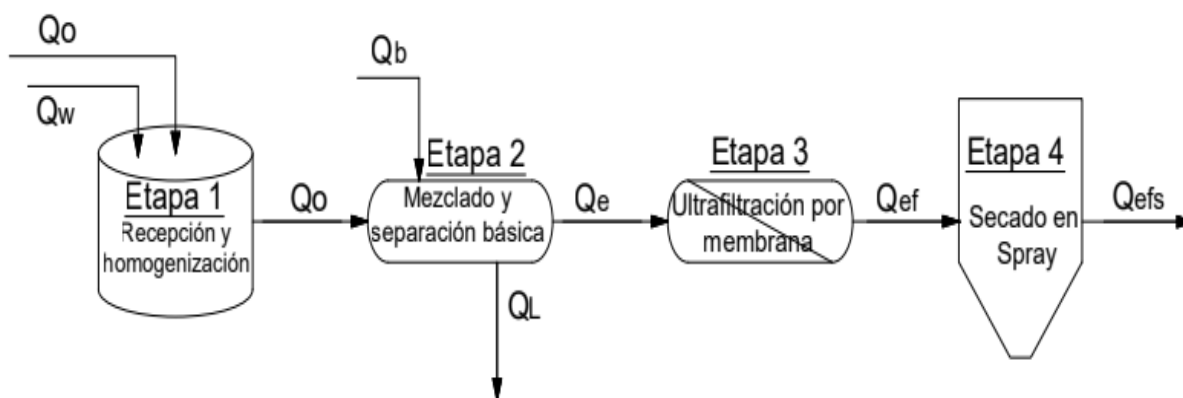 Qo
Qw
Qb
Etapa 1
Recepción y
homogenización
Qo
Etapa 2
Mezclado y
separación básica
QL
Qe
Etapa 3
Ultrafiltración por
membrana
Qef
Etapa 4
Secado en
Spray
Qefs